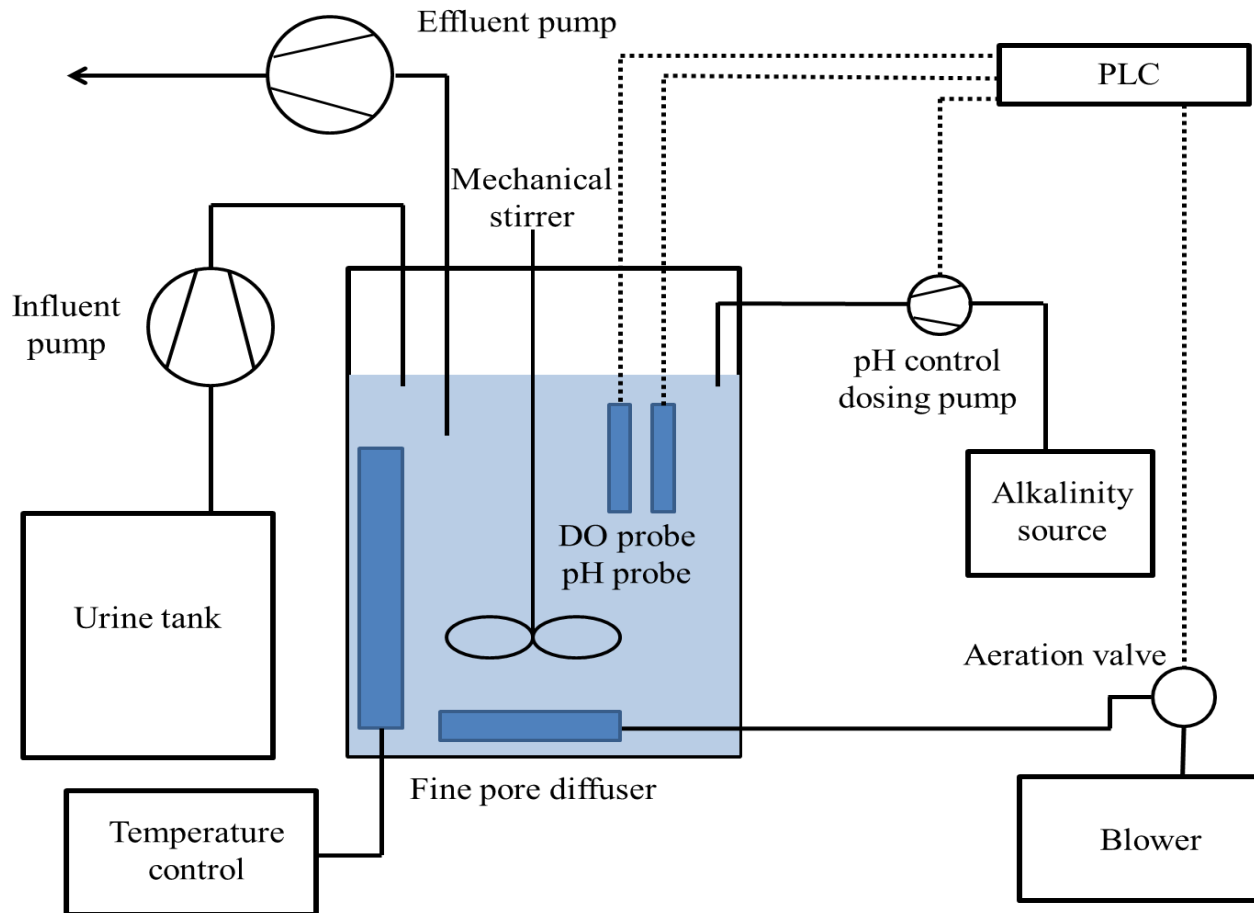 Effluent pump
PLC
Mechanical
stirrer
Influent
pump
pH control
dosing pump
Alkalinity
source
DO probe
pH probe
Urine tank
Aeration valve
Fine pore diffuser
Temperature
control
Blower